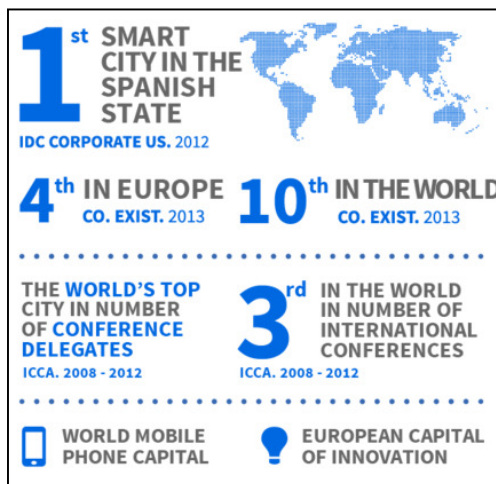 1st SMART
CITY IN THE
SPANISH
STATE
IDC CORPORATE US. 2012
4th IN EUROPE
CO. EXIST. 2013
10th IN THE WORLD
CO. EXIST. 2013
THE WORLD'S TOP
CITY IN NUMBER
OF CONFERENCE
DELEGATES
ICCA. 2008 - 2012
3rd IN THE WORLD
IN NUMBER OF
INTERNATIONAL
CONFERENCES
ICCA. 2008 - 2012
WORLD MOBILE
PHONE CAPITAL
EUROPEAN CAPITAL
OF INNOVATION